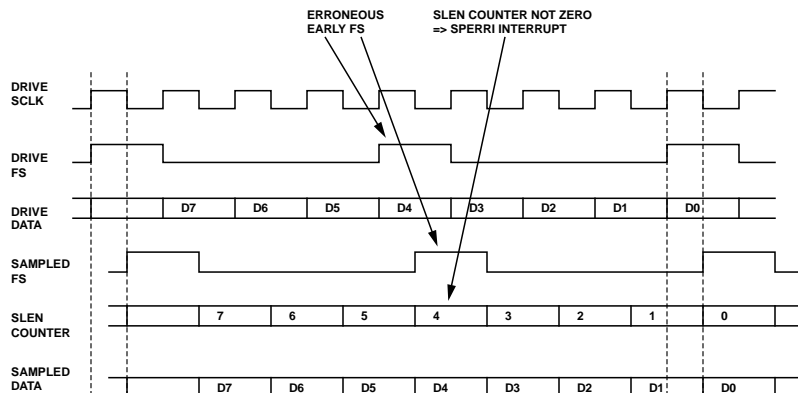 ERRONEOUS
EARLY FS
SLEN COUNTER NOT ZERO
=> SPERRI INTERRUPT
DRIVE
SCLK
DRIVE
FS
DRIVE
DATA
D7 D6 D5 D4 D3 D2 D1 D0
SAMPLED
FS
SLEN
COUNTER
7 6 5 4 3 2 1 0
SAMPLED
DATA
D7 D6 D5 D4 D3 D2 D1 D0